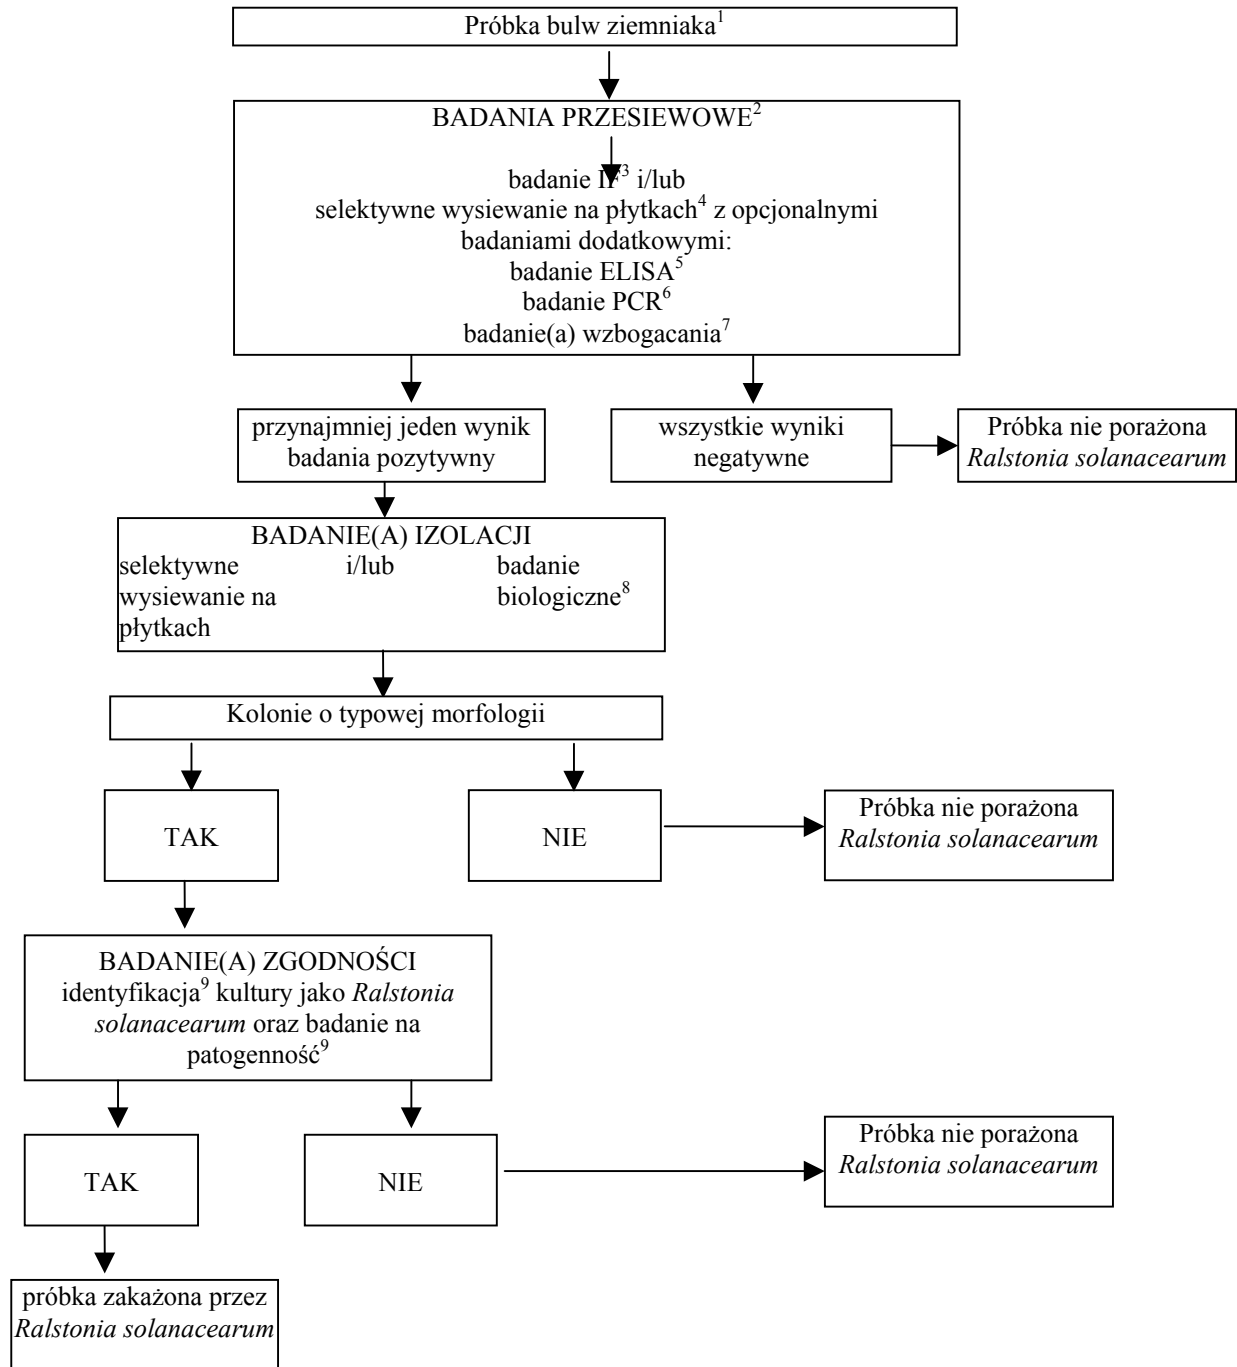 Próbka bulw ziemniaka¹
BADANIA PRZESIEWOWE²
badanie IF³ i/lub
selektywne wysiewanie na płytkach⁴ z opcjonalnymi
badaniami dodatkowymi:
badanie ELISA⁵
badanie PCR⁶
badanie(a) wzbogacania⁷
przynajmniej jeden wynik
badania pozytywny
wszystkie wyniki
negatywne
Próbka nie porażona
Ralstonia solanacearum
BADANIE(A) IZOLACJI
selektywne i/lub badanie
wysiewanie na biologiczne⁸
płytkach
Kolonie o typowej morfologii
TAK
NIE
Próbka nie porażona
Ralstonia solanacearum
BADANIE(A) ZGODNOŚCI
identyfikacja⁹ kultury jako Ralstonia
solanacearum oraz badanie na
patogenność⁹
TAK
NIE
Próbka nie porażona
Ralstonia solanacearum
próbka zakażona przez
Ralstonia solanacearum